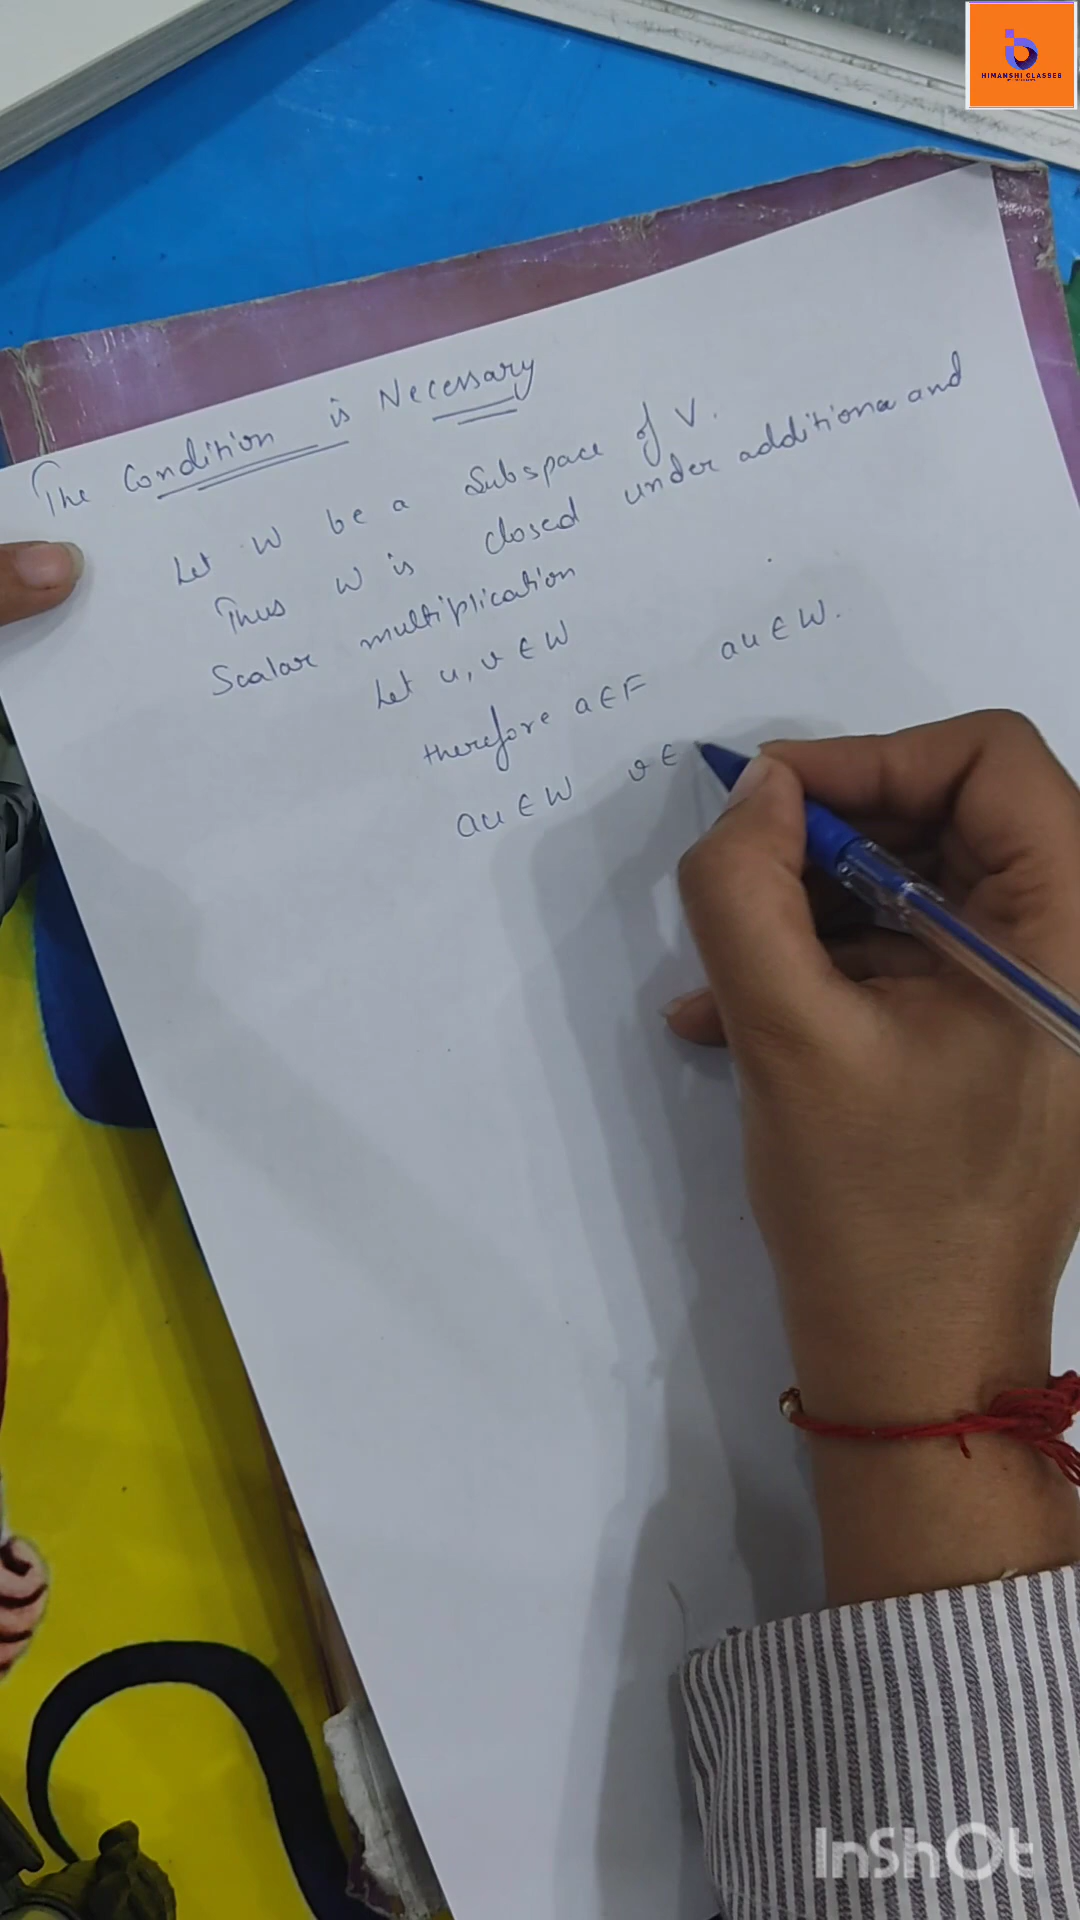 HIMANSHI CLASSES
The Condition is Necessary
Let W be a Subspace of V.
Thus W is closed under additiona and
Scalar multiplication
Let u, v ∈ W
therefore a ∈ F au ∈ W.
au ∈ W v ∈
InShOt